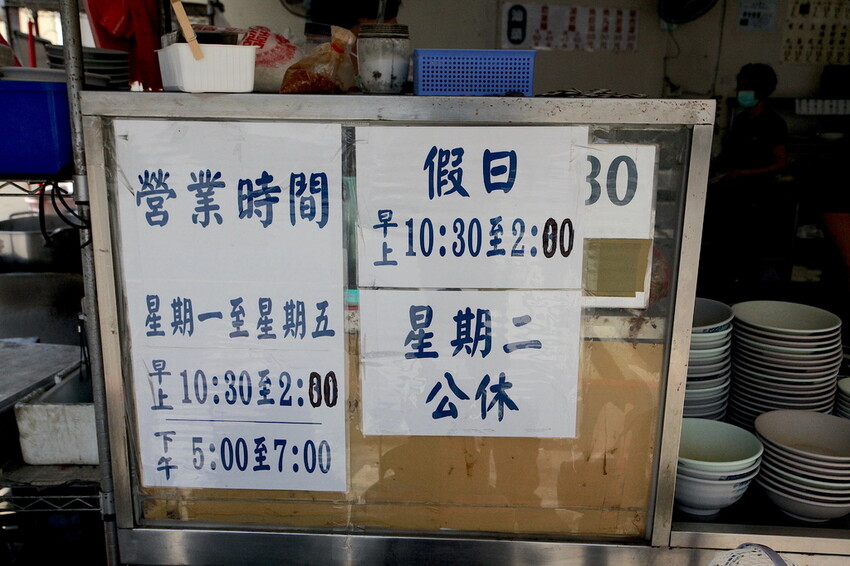 營業時間
星期一至星期五
早上 10:30至2:00
下午 5:00至7:00
假日
早上 10:30至2:00
星期二
公休
30